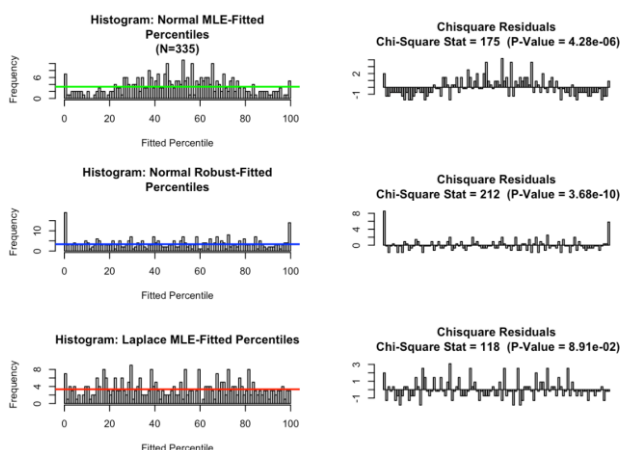 Histogram: Normal MLE-Fitted
Percentiles
(N=335)
Frequency
0 6
0 20 40 60 80 100
Fitted Percentile
Chisquare Residuals
Chi-Square Stat = 175 (P-Value = 4.28e-06)
-1 2
Histogram: Normal Robust-Fitted
Percentiles
Frequency
0 10
0 20 40 60 80 100
Fitted Percentile
Chisquare Residuals
Chi-Square Stat = 212 (P-Value = 3.68e-10)
0 4 8
Histogram: Laplace MLE-Fitted Percentiles
Frequency
0 4 8
0 20 40 60 80 100
Fitted Percentile
Chisquare Residuals
Chi-Square Stat = 118 (P-Value = 8.91e-02)
-1 1 3